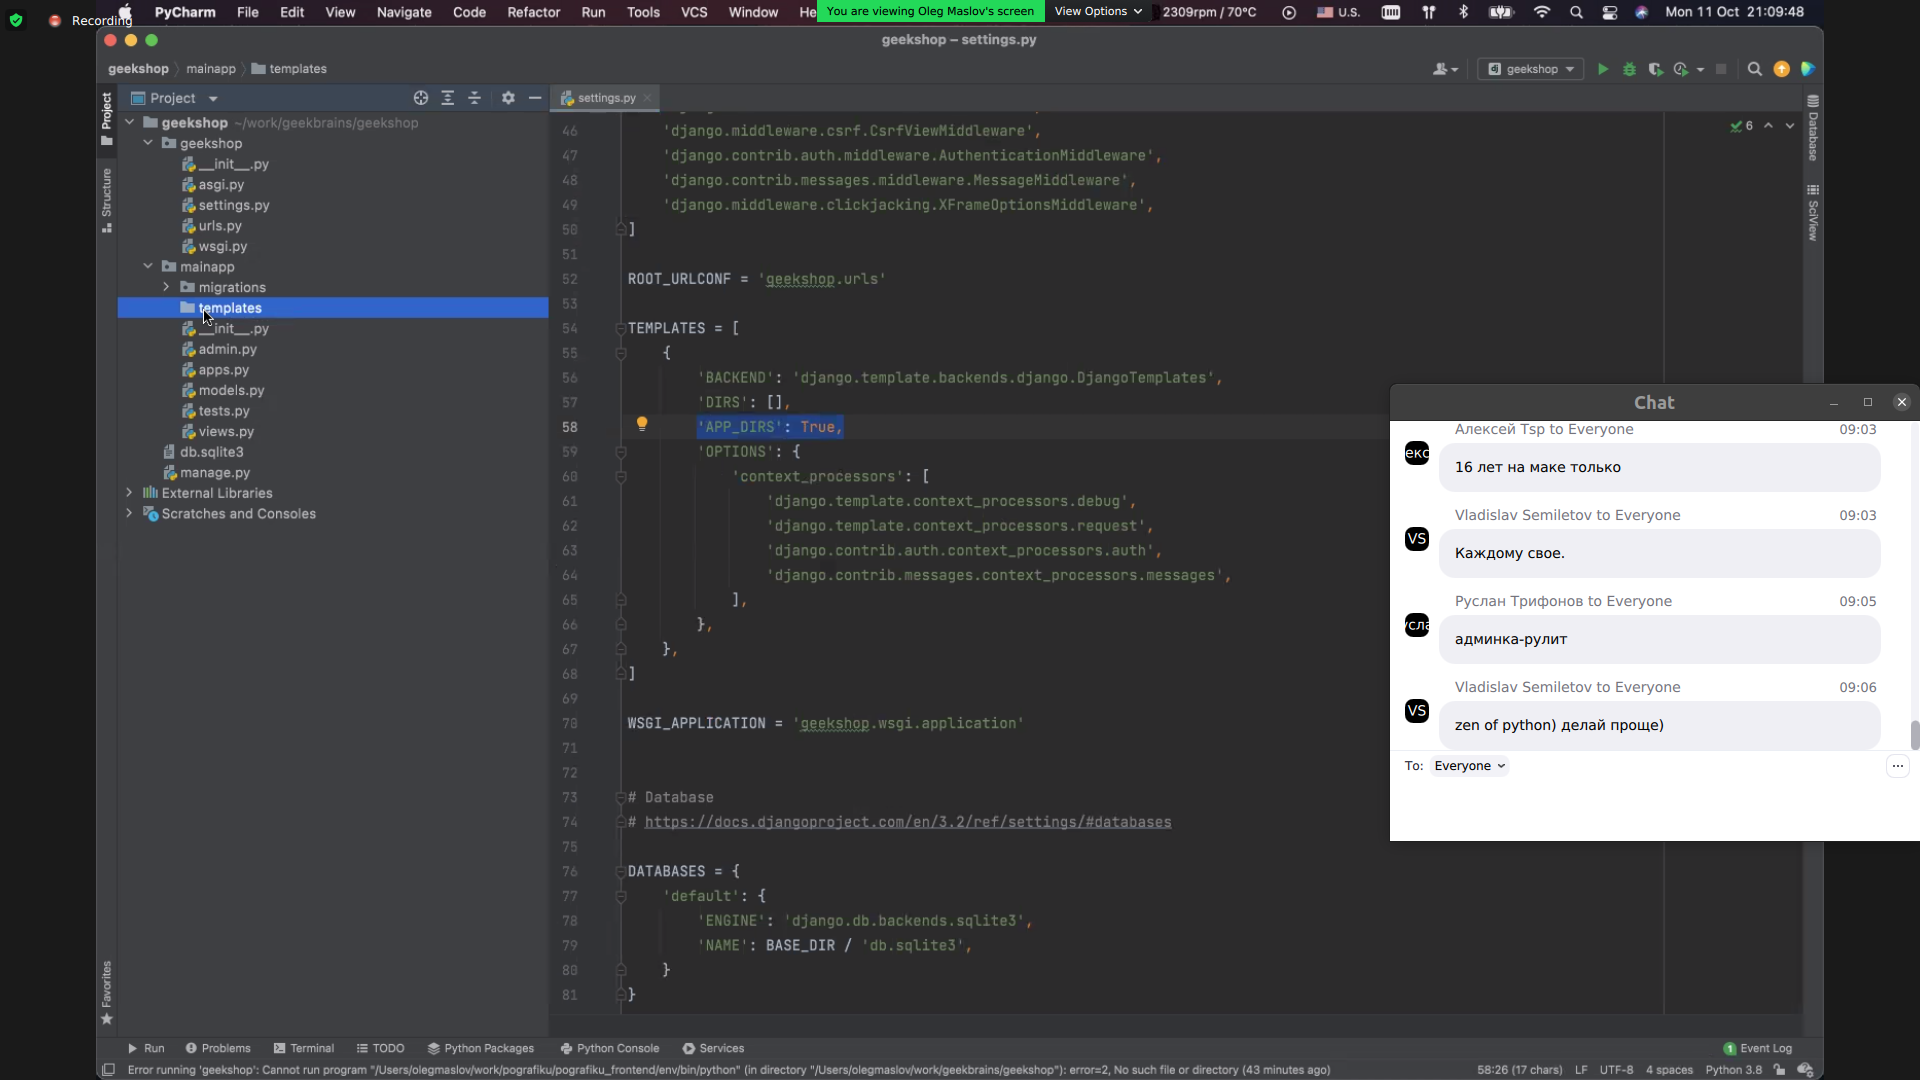 Recording
PyCharm File Edit View Navigate Code Refactor Run Tools VCS Window He
You are viewing Oleg Maslov's screen View Options
2309rpm / 70°C U.S. Mon 11 Oct 21:09:48
geekshop – settings.py
geekshop mainapp templates
geekshop
Project
settings.py
Project
Structure
Favorites
Database
SciView
geekshop ~/work/geekbrains/geekshop
geekshop
__init__.py
asgi.py
settings.py
urls.py
wsgi.py
mainapp
migrations
templates
__init__.py
admin.py
apps.py
models.py
tests.py
views.py
db.sqlite3
manage.py
External Libraries
Scratches and Consoles
6
46 'django.middleware.csrf.CsrfViewMiddleware',
47 'django.contrib.auth.middleware.AuthenticationMiddleware',
48 'django.contrib.messages.middleware.MessageMiddleware',
49 'django.middleware.clickjacking.XFrameOptionsMiddleware',
50 ]
51
52 ROOT_URLCONF = 'geekshop.urls'
53
54 TEMPLATES = [
55 {
56 'BACKEND': 'django.template.backends.django.DjangoTemplates',
57 'DIRS': [],
58 'APP_DIRS': True,
59 'OPTIONS': {
60 'context_processors': [
61 'django.template.context_processors.debug',
62 'django.template.context_processors.request',
63 'django.contrib.auth.context_processors.auth',
64 'django.contrib.messages.context_processors.messages',
65 ],
66 },
67 },
68 ]
69
70 WSGI_APPLICATION = 'geekshop.wsgi.application'
71
72
73 # Database
74 # https://docs.djangoproject.com/en/3.2/ref/settings/#databases
75
76 DATABASES = {
77 'default': {
78 'ENGINE': 'django.db.backends.sqlite3',
79 'NAME': BASE_DIR / 'db.sqlite3',
80 }
81 }
Chat
Алексей Tsp to Everyone 09:03
16 лет на маке только
Vladislav Semiletov to Everyone 09:03
VS
Каждому свое.
Руслан Трифонов to Everyone 09:05
админка-рулит
Vladislav Semiletov to Everyone 09:06
VS
zen of python) делай проще)
To: Everyone
Run Problems Terminal TODO Python Packages Python Console Services
1 Event Log
Error running 'geekshop': Cannot run program "/Users/olegmaslov/work/pografiku/pografiku_frontend/env/bin/python" (in directory "/Users/olegmaslov/work/geekbrains/geekshop"): error=2, No such file or directory (43 minutes ago)
58:26 (17 chars) LF UTF-8 4 spaces Python 3.8